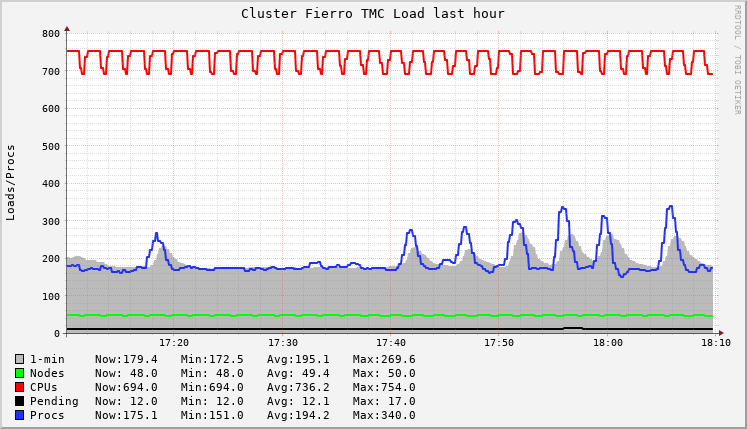 Cluster Fierro TMC Load last hour
RRDTOOL / TOBI OETIKER
Loads/Procs
800
700
600
500
400
300
200
100
0
17:20 17:30 17:40 17:50 18:00 18:10
1-min Now:179.4 Min:172.5 Avg:195.1 Max:269.6
Nodes Now: 48.0 Min: 48.0 Avg: 49.4 Max: 50.0
CPUs Now:694.0 Min:694.0 Avg:736.2 Max:754.0
Pending Now: 12.0 Min: 12.0 Avg: 12.1 Max: 17.0
Procs Now:175.1 Min:151.0 Avg:194.2 Max:340.0